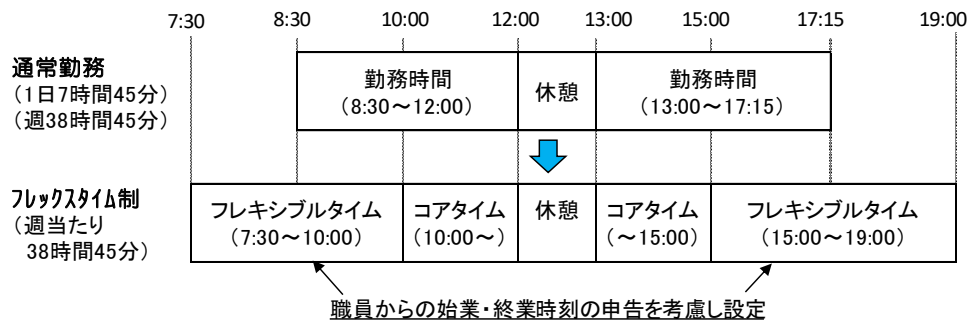 7:30 8:30 10:00 12:00 13:00 15:00 17:15 19:00
通常勤務
（1日7時間45分）
（週38時間45分）
勤務時間
（8:30～12:00）
休憩
勤務時間
（13:00～17:15）
フレックスタイム制
（週当たり
38時間45分）
フレキシブルタイム
（7:30～10:00）
コアタイム
（10:00～）
休憩
コアタイム
（～15:00）
フレキシブルタイム
（15:00～19:00）
職員からの始業・終業時刻の申告を考慮し設定